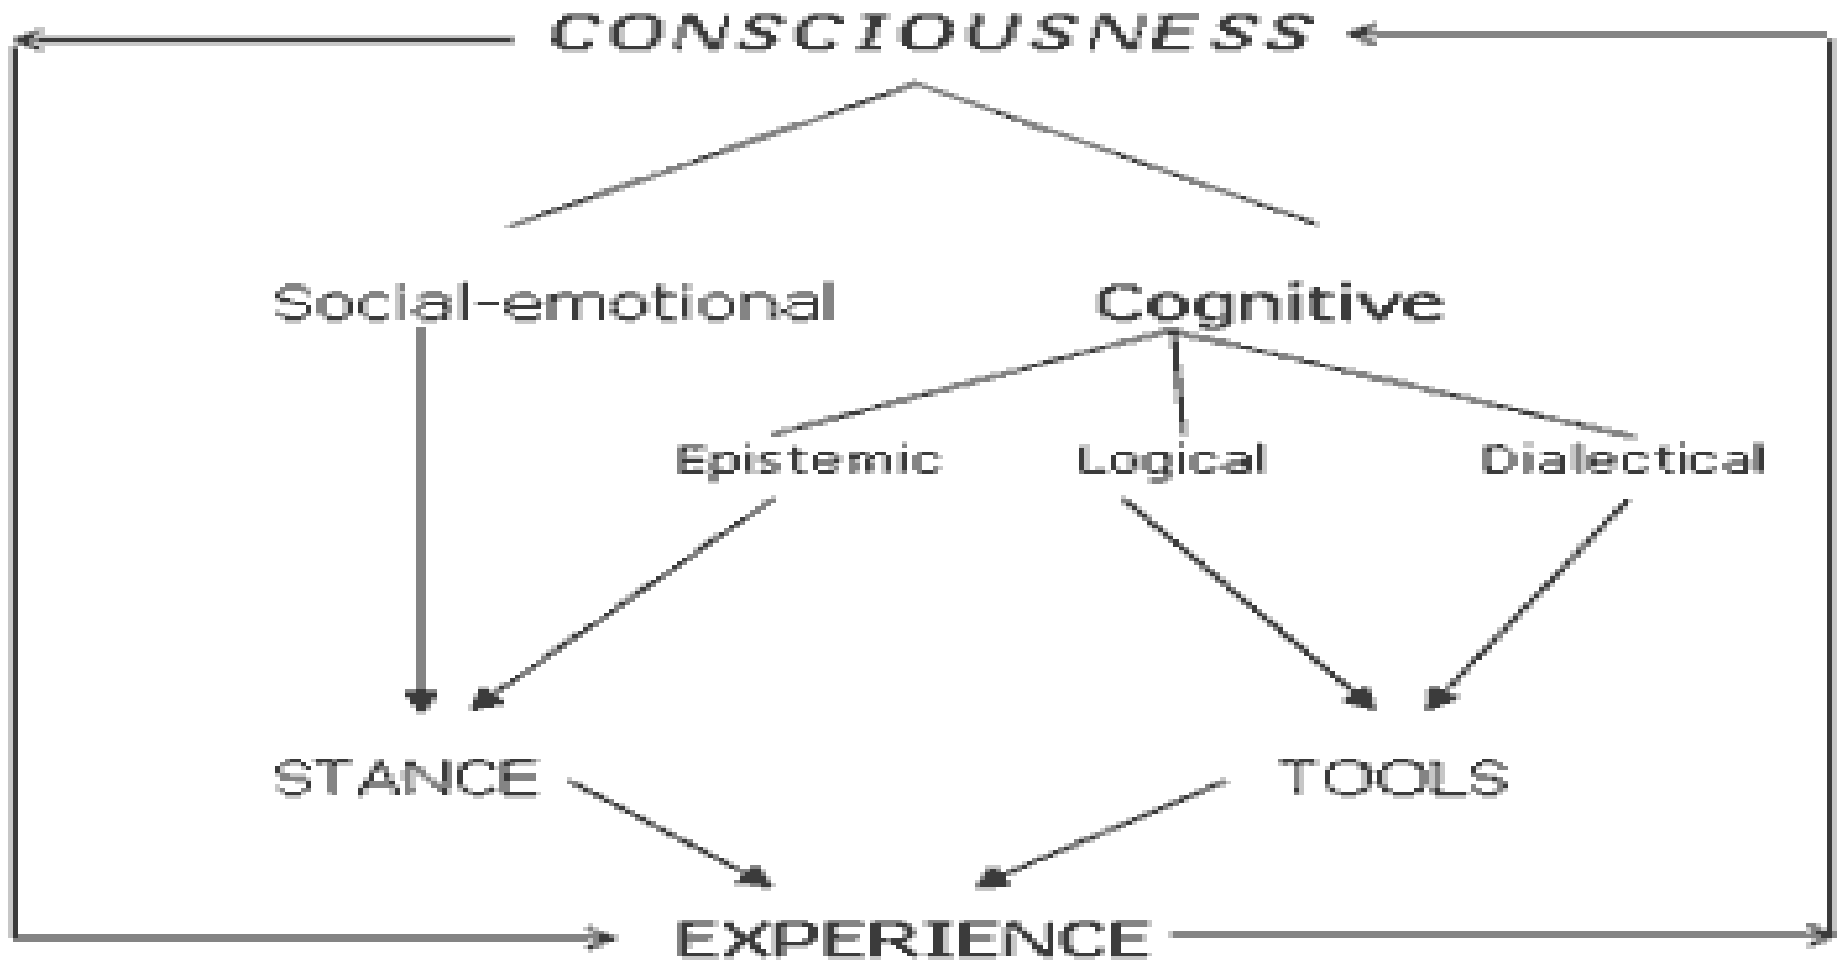 CONSCIOUSNESS
Social-emotional Cognitive
Epistemic Logical Dialectical
STANCE TOOLS
EXPERIENCE